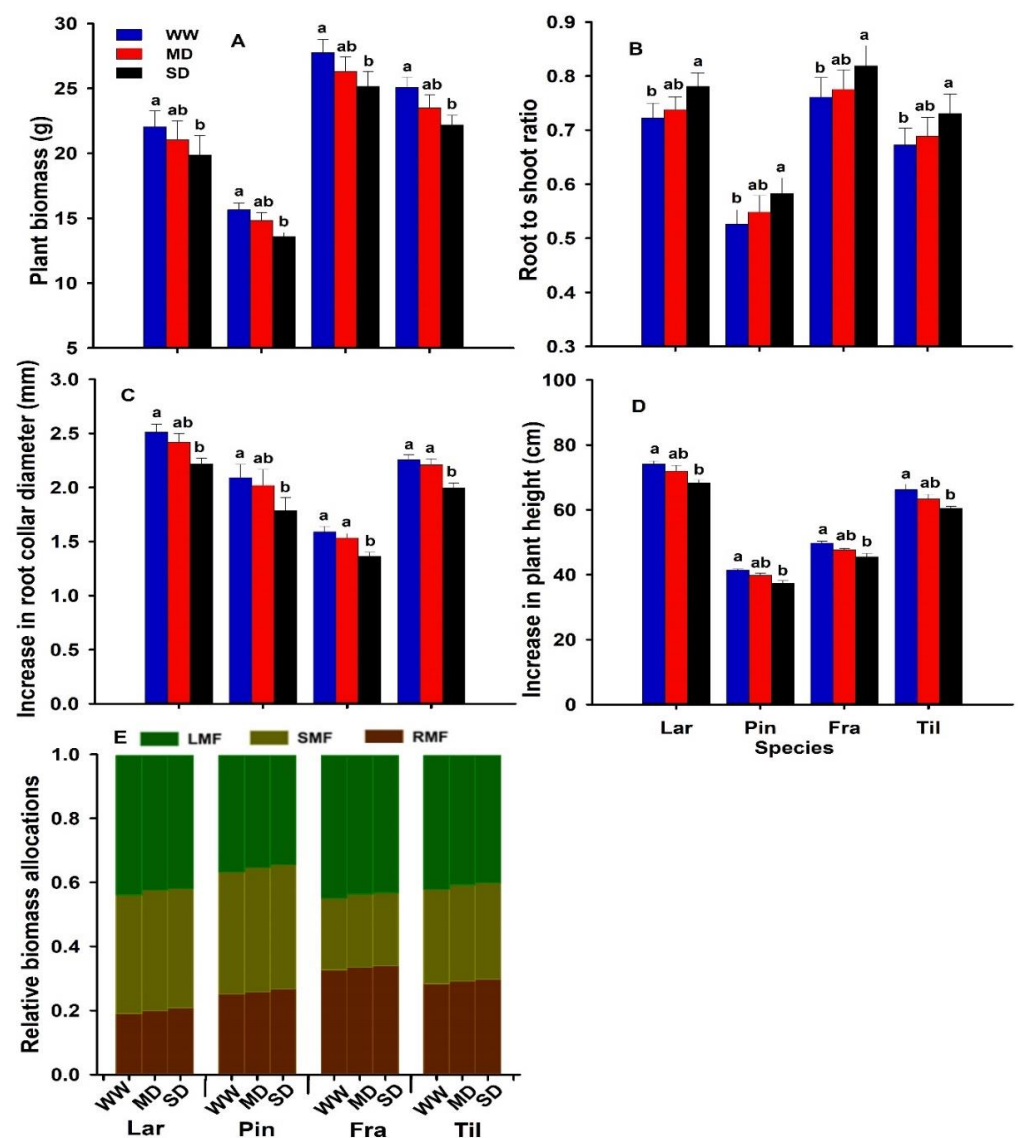 WW
MD
SD
A
Plant biomass (g)
30
25
20
15
10
5
a ab b
a ab b
a ab b
a ab b
B
Root to shoot ratio
0.9
0.8
0.7
0.6
0.5
0.4
0.3
b ab a
b ab a
b ab a
b ab a
C
Increase in root collar diameter (mm)
3.0
2.5
2.0
1.5
1.0
0.5
0.0
a ab b
a ab b
a a b
a a b
D
Increase in plant height (cm)
100
80
60
40
20
0
a ab b
a ab b
a ab b
a ab b
Lar Pin Fra Til
Species
E LMF SMF RMF
Relative biomass allocations
1.0
0.8
0.6
0.4
0.2
0.0
WW MD SD WW MD SD WW MD SD WW MD SD
Lar Pin Fra Til